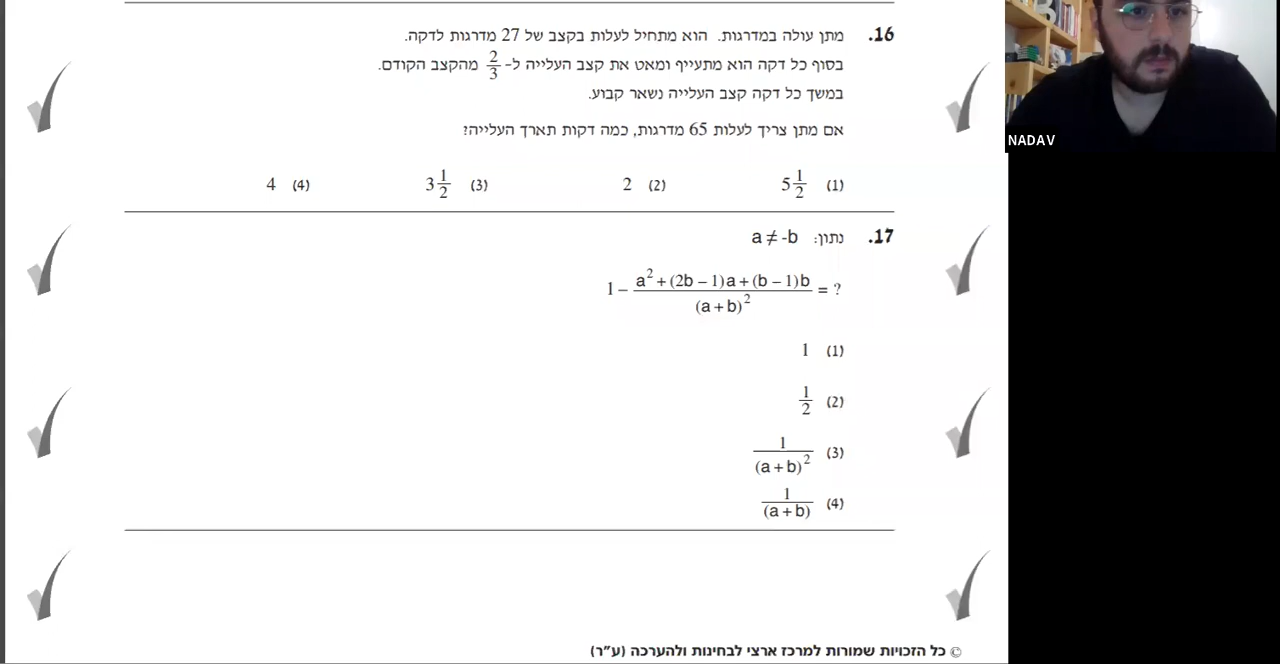 16. מתן עולה במדרגות. הוא מתחיל לעלות בקצב של 27 מדרגות לדקה.
בסוף כל דקה הוא מתעייף ומאט את קצב העלייה ל- 2/3 מהקצב הקודם.
במשך כל דקה קצב העלייה נשאר קבוע.
אם מתן צריך לעלות 65 מדרגות, כמה דקות תארך העלייה?
(1) 5 1/2 (2) 2 (3) 3 1/2 (4) 4
17. נתון: a ≠ -b
1 - (a² + (2b – 1)a + (b – 1)b) / (a + b)² = ?
(1) 1
(2) 1/2
(3) 1/(a + b)²
(4) 1/(a + b)
© כל הזכויות שמורות למרכז ארצי לבחינות ולהערכה (ע"ר)
NADAV